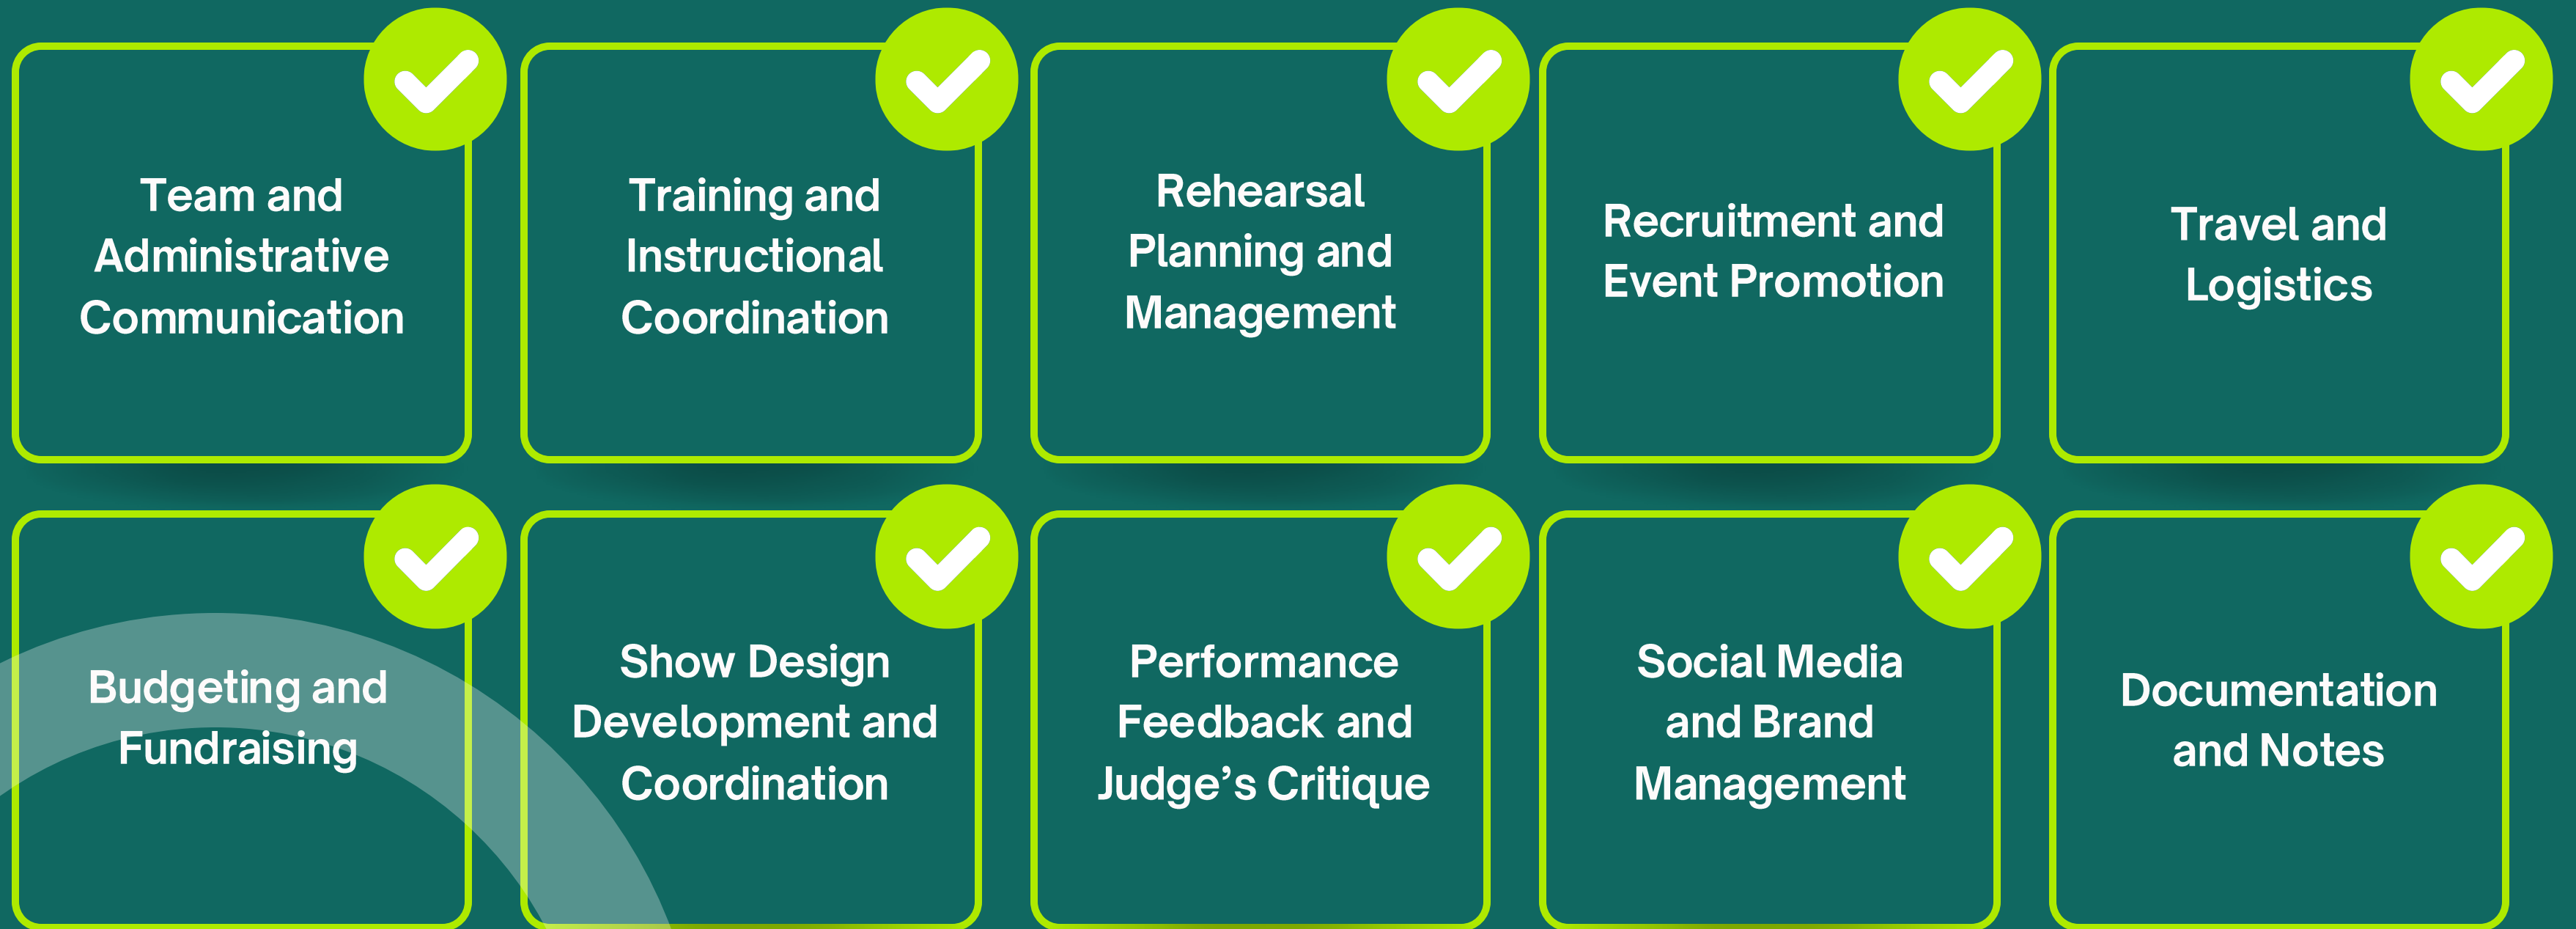 Team and
Administrative
Communication
Training and
Instructional
Coordination
Rehearsal
Planning and
Management
Recruitment and
Event Promotion
Travel and
Logistics
Budgeting and
Fundraising
Show Design
Development and
Coordination
Performance
Feedback and
Judge’s Critique
Social Media
and Brand
Management
Documentation
and Notes